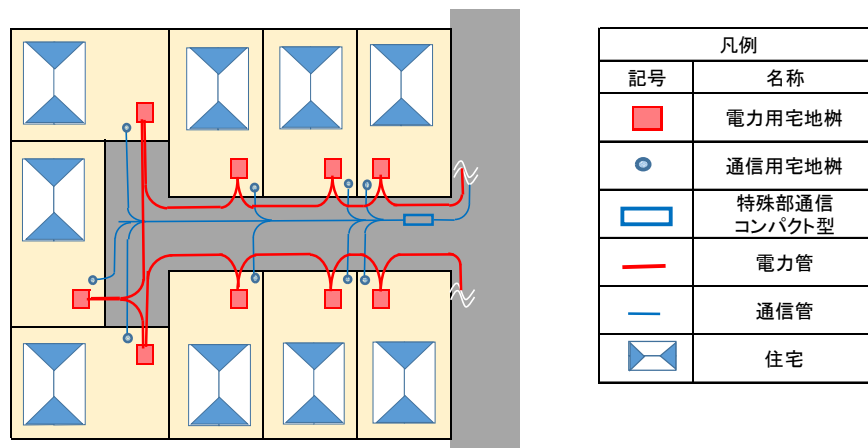 凡例
記号 名称
電力用宅地桝
通信用宅地桝
特殊部通信
コンパクト型
電力管
通信管
住宅